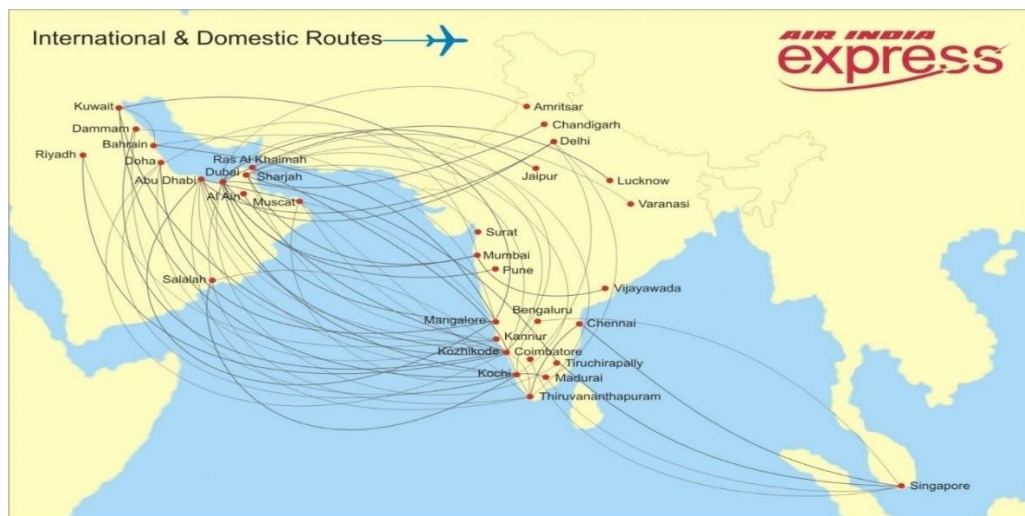 International & Domestic Routes
AIR INDIA
express
Kuwait
Amritsar
Dammam
Chandigarh
Bahrain
Delhi
Riyadh
Doha
Ras Al Khaimah
Dubai
Sharjah
Jaipur
Abu Dhabi
Lucknow
Al Ain
Muscat
Varanasi
Surat
Mumbai
Pune
Salalah
Vijayawada
Bengaluru
Mangalore
Chennai
Kannur
Kozhikode
Coimbatore
Tiruchirapally
Kochi
Madurai
Thiruvananthapuram
Singapore